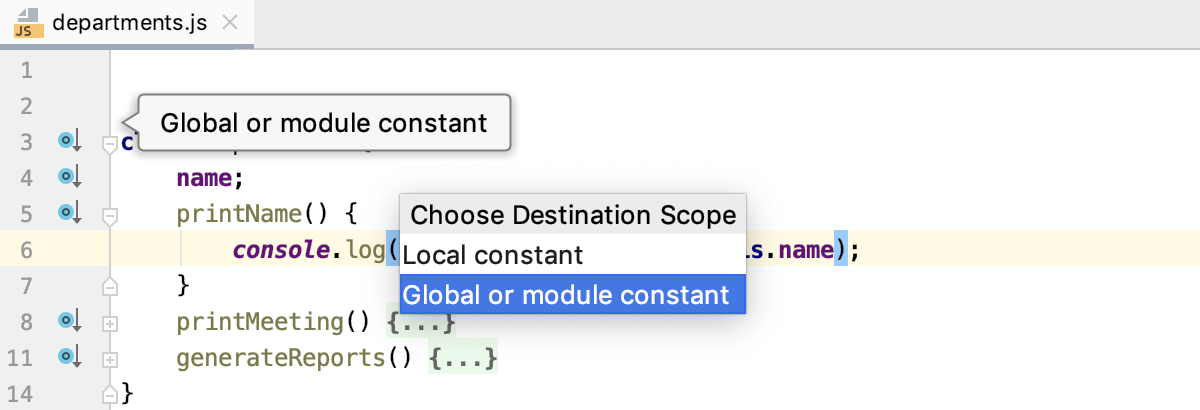 JS departments.js
1
2
Global or module constant
3 c
4 name;
5 printName() {
Choose Destination Scope
6 console.log( s.name);
Local constant
7 }
Global or module constant
8 printMeeting() {...}
11 generateReports() {...}
14 }